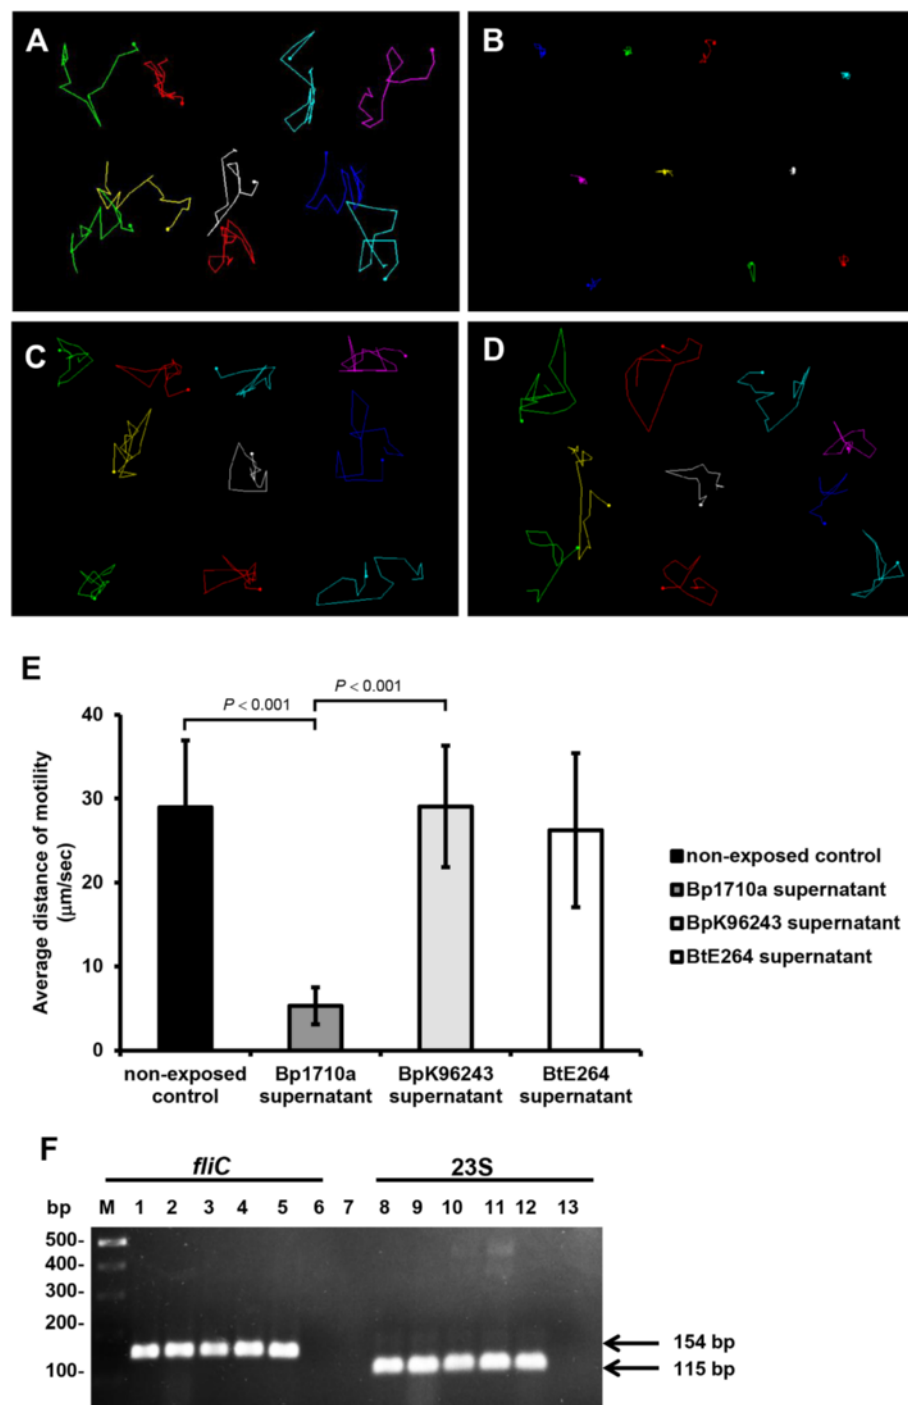 A
B
C
D
E
P < 0.001
P < 0.001
40
30
20
10
0
Average distance of motility
(μm/sec)
non-exposed
control
Bp1710a
supernatant
BpK96243
supernatant
BtE264
supernatant
non-exposed control
Bp1710a supernatant
BpK96243 supernatant
BtE264 supernatant
F
fliC
23S
bp M 1 2 3 4 5 6 7 8 9 10 11 12 13
500-
400-
300-
200-
100-
154 bp
115 bp